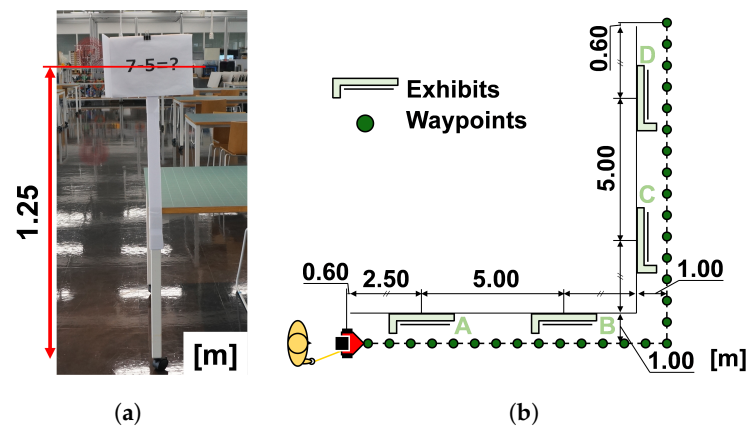 7-5=?
1.25
[m]
(a)
Exhibits
Waypoints
0.60
D
5.00
C
0.60
2.50
5.00
1.00
A
B
1.00
[m]
(b)